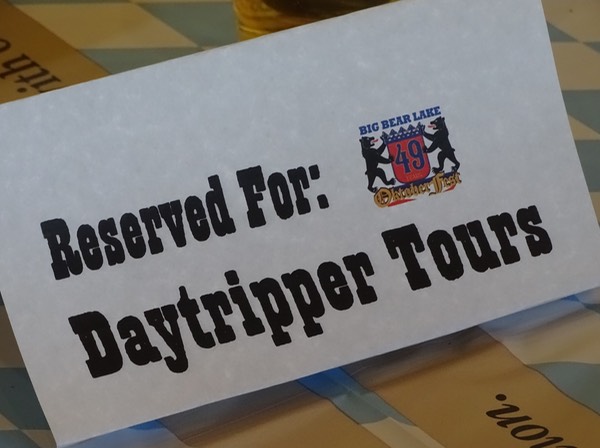 BIG BEAR LAKE
49
Oktoberfest
Reserved For:
Daytripper Tours